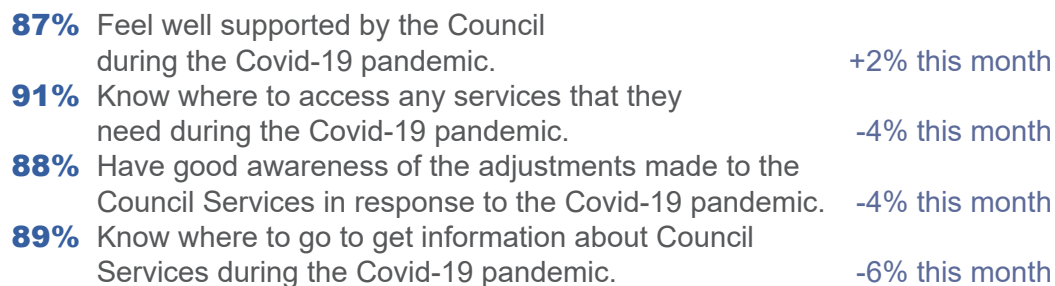 87% Feel well supported by the Council
during the Covid-19 pandemic. +2% this month
91% Know where to access any services that they
need during the Covid-19 pandemic. -4% this month
88% Have good awareness of the adjustments made to the
Council Services in response to the Covid-19 pandemic. -4% this month
89% Know where to go to get information about Council
Services during the Covid-19 pandemic. -6% this month